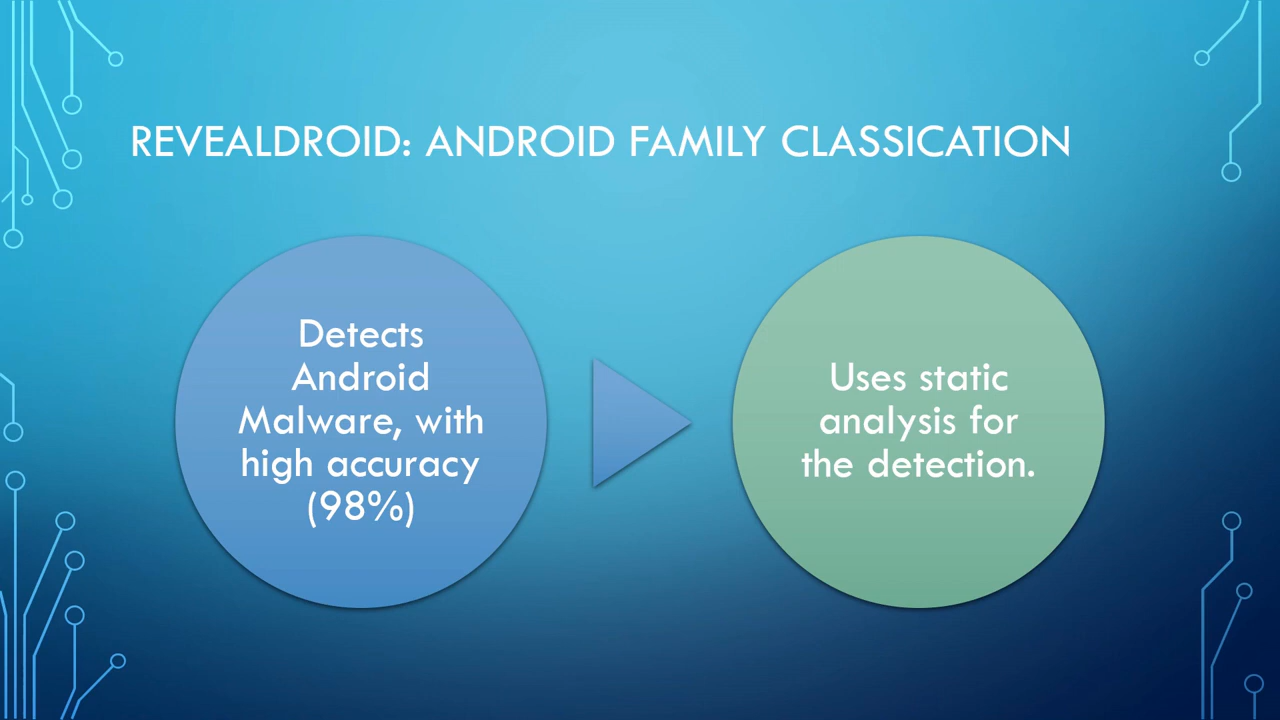 REVEALDROID: ANDROID FAMILY CLASSICATION
Detects
Android
Malware, with
high accuracy
(98%)
Uses static
analysis for
the detection.